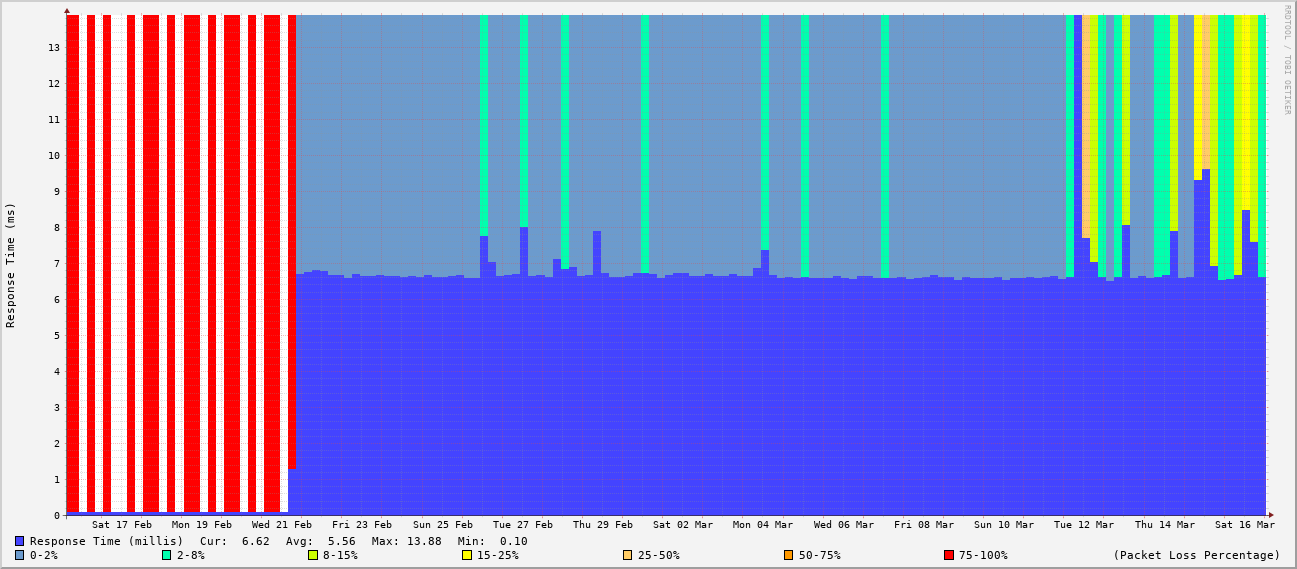 RRDTOOL / TOBI OETIKER
Response Time (ms)
13
12
11
10
9
8
7
6
5
4
3
2
1
0
Sat 17 Feb Mon 19 Feb Wed 21 Feb Fri 23 Feb Sun 25 Feb Tue 27 Feb Thu 29 Feb Sat 02 Mar Mon 04 Mar Wed 06 Mar Fri 08 Mar Sun 10 Mar Tue 12 Mar Thu 14 Mar Sat 16 Mar
Response Time (millis) Cur: 6.62 Avg: 5.56 Max: 13.88 Min: 0.10
0-2% 2-8% 8-15% 15-25% 25-50% 50-75% 75-100% (Packet Loss Percentage)